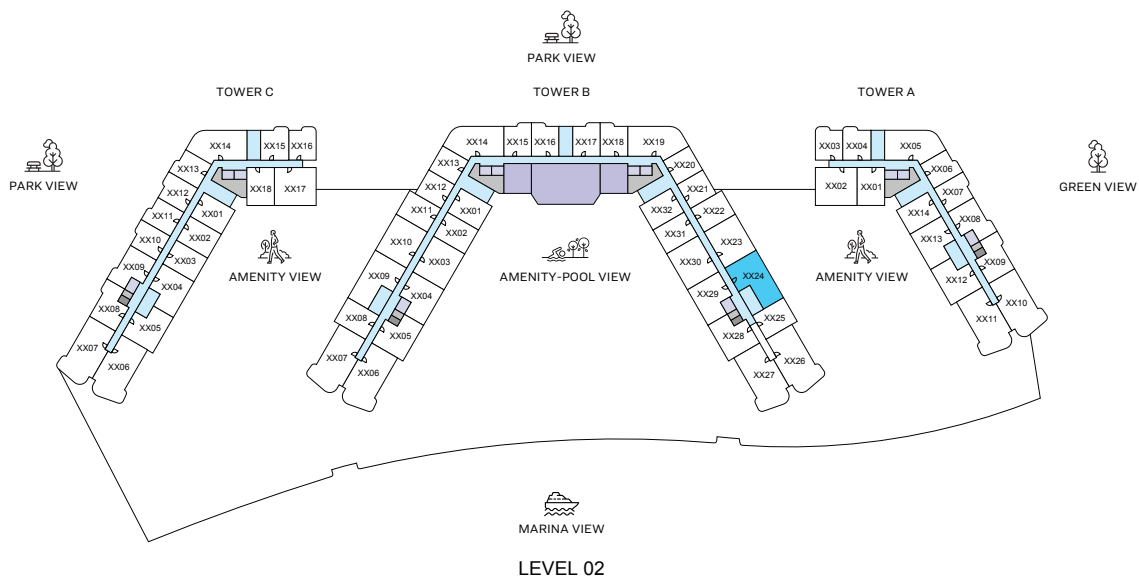 PARK VIEW
TOWER C
TOWER B
TOWER A
PARK VIEW
GREEN VIEW
XX14
XX15
XX16
XX13
XX12
XX11
XX10
XX09
XX08
XX07
XX06
XX05
XX04
XX03
XX02
XX01
XX18
XX17
AMENITY VIEW
XX14
XX15
XX16
XX17
XX18
XX19
XX13
XX12
XX11
XX10
XX09
XX08
XX07
XX06
XX05
XX04
XX03
XX02
XX01
AMENITY-POOL VIEW
XX20
XX21
XX22
XX23
XX24
XX25
XX26
XX27
XX28
XX29
XX30
XX31
XX32
AMENITY VIEW
XX03
XX04
XX05
XX02
XX01
XX06
XX07
XX08
XX09
XX10
XX11
XX12
XX13
XX14
MARINA VIEW
LEVEL 02